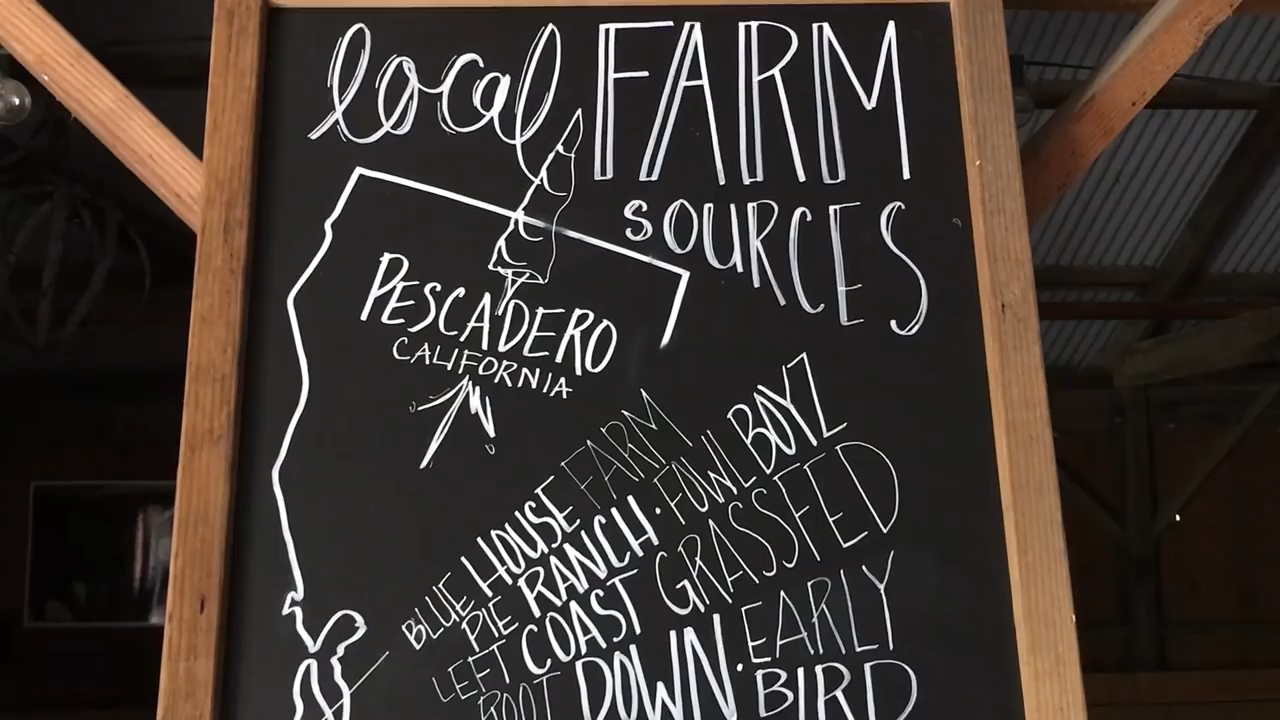 local FARM
SOURCES
PESCADERO
CALIFORNIA
BLUE HOUSE FARM
PIE RANCH · FOWL BOYZ
LEFT COAST GRASSFED
ROOT DOWN · EARLY
BIRD